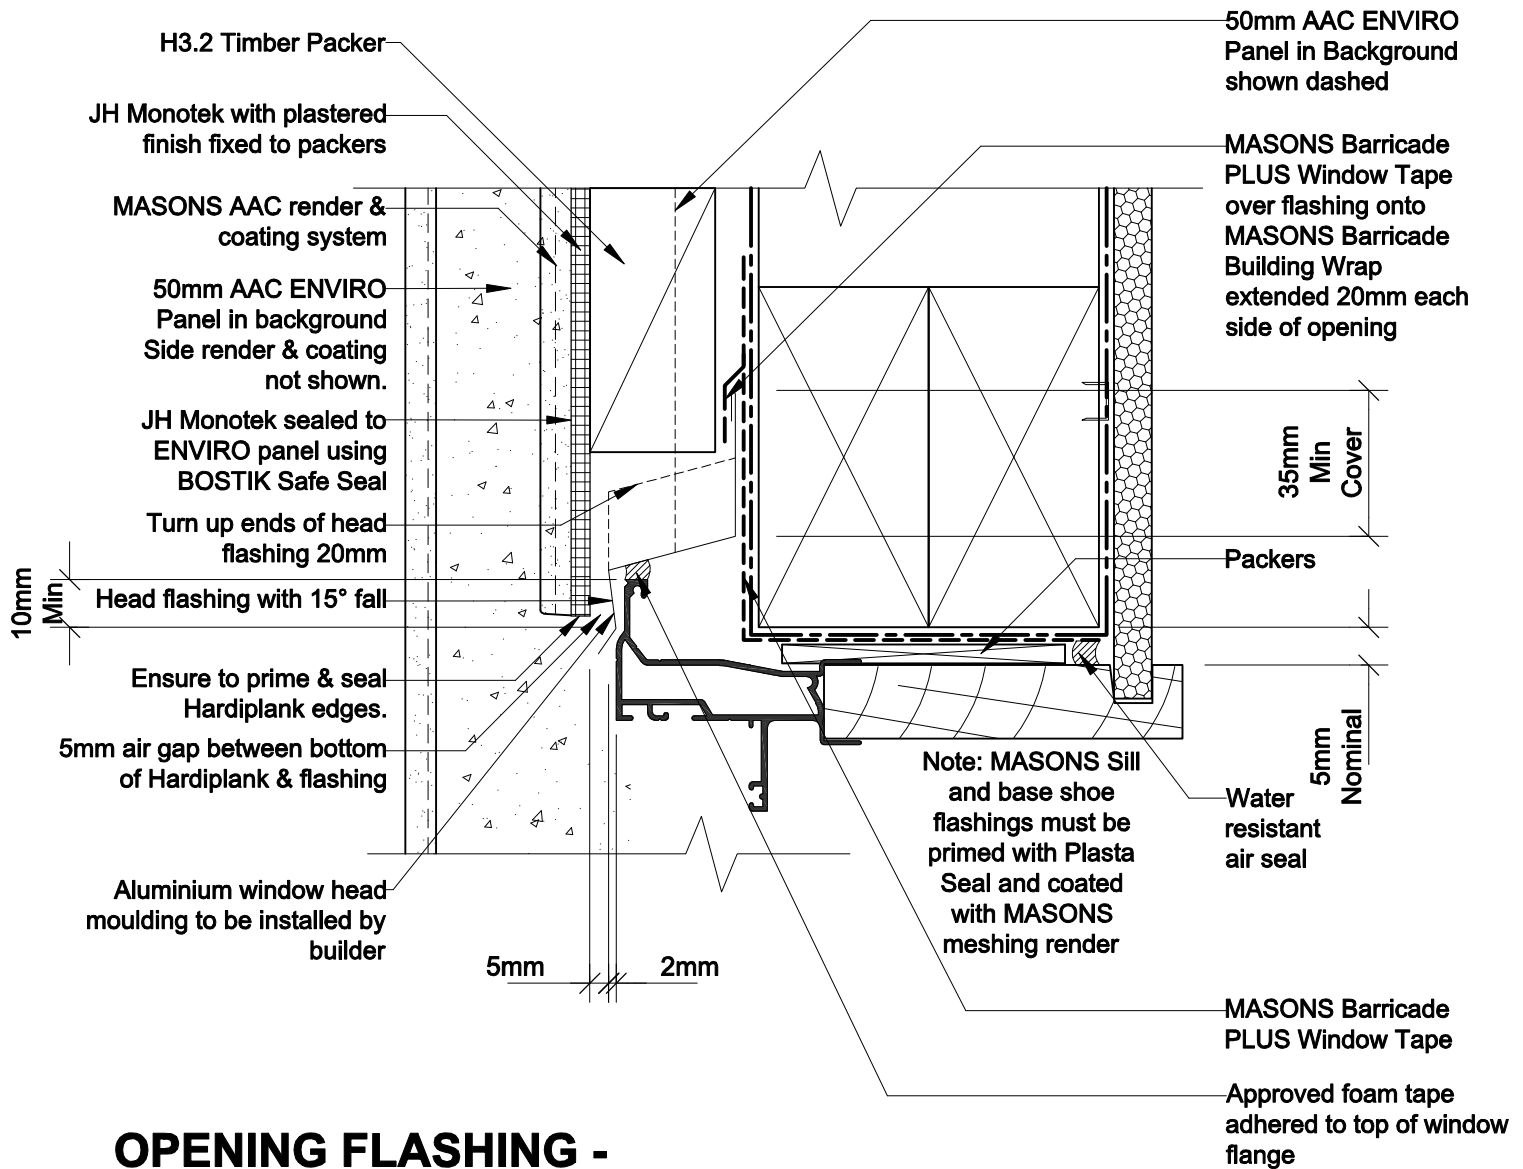 H3.2 Timber Packer
JH Monotek with plastered
finish fixed to packers
MASONS AAC render &
coating system
50mm AAC ENVIRO
Panel in background
Side render & coating
not shown.
JH Monotek sealed to
ENVIRO panel using
BOSTIK Safe Seal
Turn up ends of head
flashing 20mm
10mm
Min
Head flashing with 15° fall
Ensure to prime & seal
Hardiplank edges.
5mm air gap between bottom
of Hardiplank & flashing
Aluminium window head
moulding to be installed by
builder
5mm
2mm
50mm AAC ENVIRO
Panel in Background
shown dashed
MASONS Barricade
PLUS Window Tape
over flashing onto
MASONS Barricade
Building Wrap
extended 20mm each
side of opening
35mm
Min
Cover
Packers
5mm
Nominal
Water
resistant
air seal
Note: MASONS Sill
and base shoe
flashings must be
primed with Plasta
Seal and coated
with MASONS
meshing render
MASONS Barricade
PLUS Window Tape
Approved foam tape
adhered to top of window
flange
OPENING FLASHING -